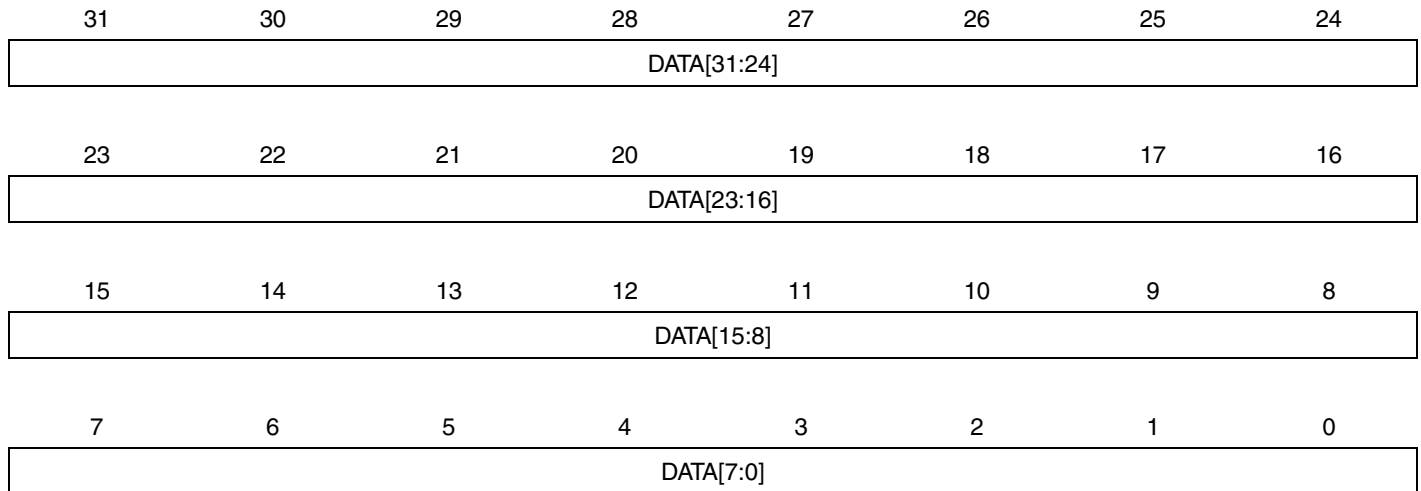 31 30 29 28 27 26 25 24
DATA[31:24]
23 22 21 20 19 18 17 16
DATA[23:16]
15 14 13 12 11 10 9 8
DATA[15:8]
7 6 5 4 3 2 1 0
DATA[7:0]